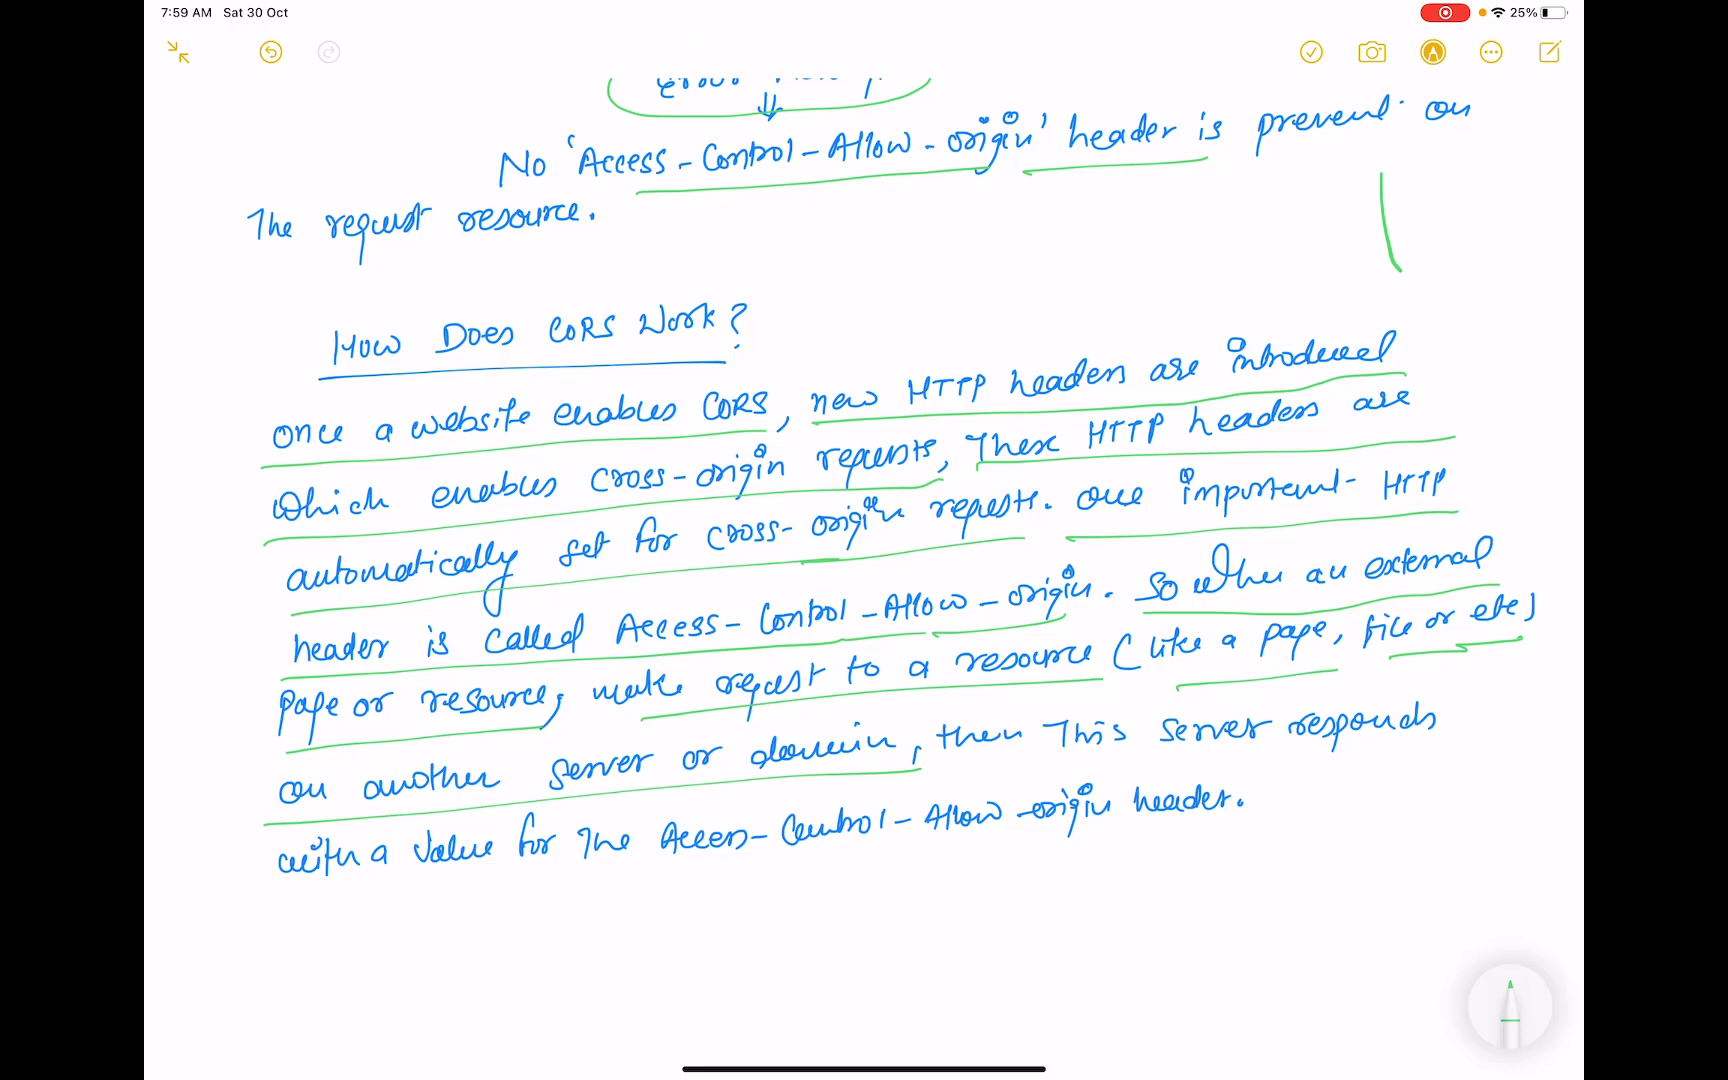 7:59 AM Sat 30 Oct
25%
No 'Access-Control-Allow-origin' header is prevent on
The request resource.
How Does CORS Work?
once a website enables CORS, new HTTP headers are introduced
which enables cross-origin requests, These HTTP headers are
automatically set for cross-origin requests. one important HTTP
header is called Access-Control-Allow-origin. So when an external
page or resource, make request to a resource (like a page, file or etc)
on another server or domain, then This server responds
with a value for The Access-Control-Allow-origin header.